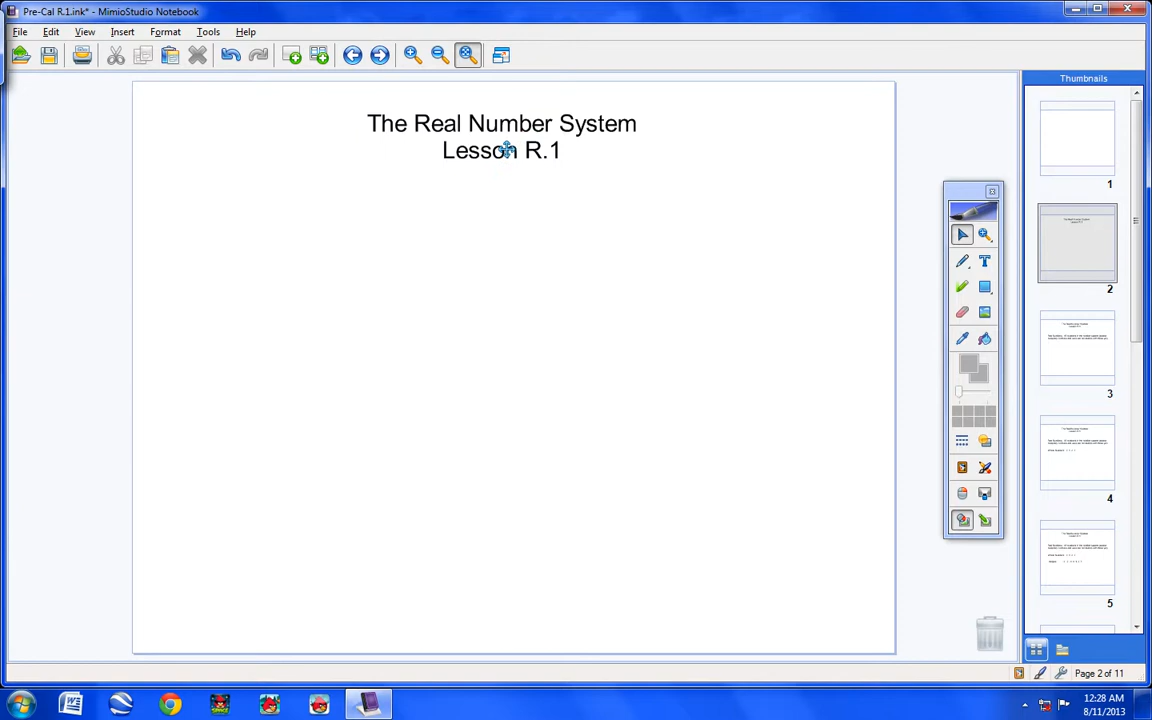 Pre-Cal R.1.ink* - MimioStudio Notebook
File Edit View Insert Format Tools Help
Thumbnails
The Real Number System
Lesson R.1
1
2
3
4
5
Page 2 of 11
12:28 AM
8/11/2013